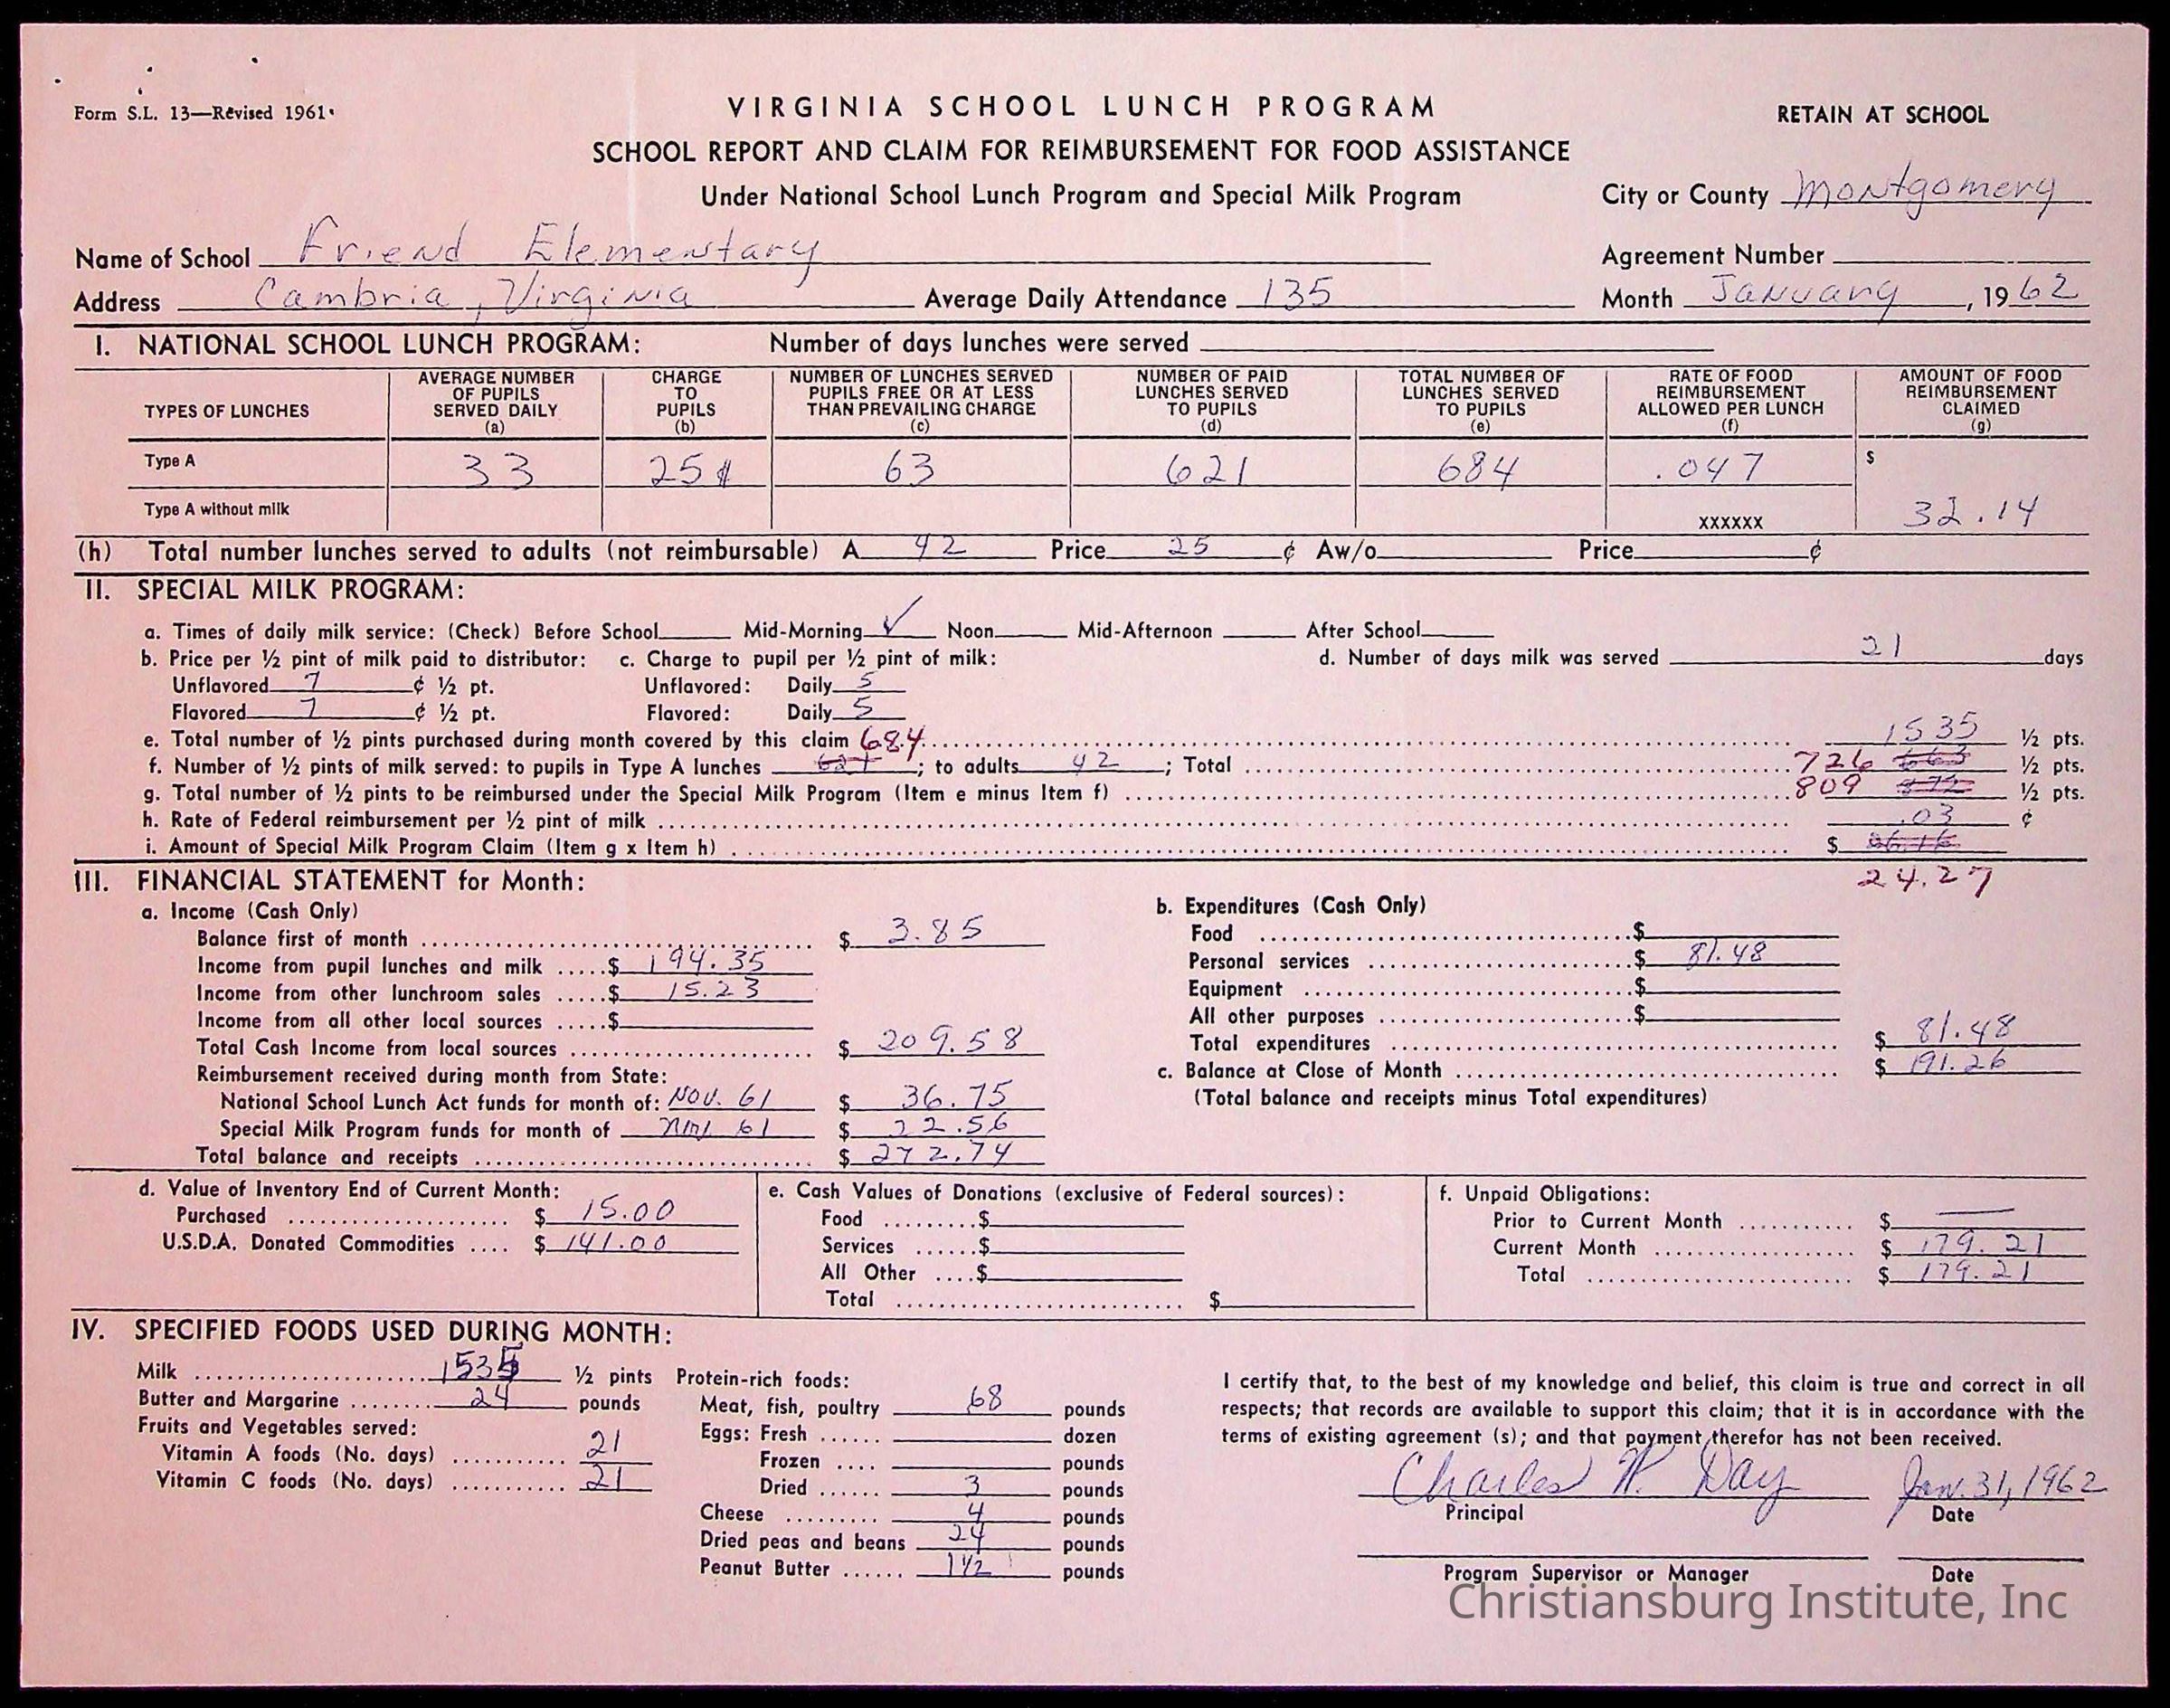 Form S.L. 13—Revised 1961
VIRGINIA SCHOOL LUNCH PROGRAM
RETAIN AT SCHOOL
SCHOOL REPORT AND CLAIM FOR REIMBURSEMENT FOR FOOD ASSISTANCE
Under National School Lunch Program and Special Milk Program
City or County Montgomery
Name of School Friend Elementary
Agreement Number
Address Cambria, Virginia Average Daily Attendance 135 Month January, 1962
I. NATIONAL SCHOOL LUNCH PROGRAM: Number of days lunches were served
TYPES OF LUNCHES
AVERAGE NUMBER OF PUPILS SERVED DAILY (a)
CHARGE TO PUPILS (b)
NUMBER OF LUNCHES SERVED PUPILS FREE OR AT LESS THAN PREVAILING CHARGE (c)
NUMBER OF PAID LUNCHES SERVED TO PUPILS (d)
TOTAL NUMBER OF LUNCHES SERVED TO PUPILS (e)
RATE OF FOOD REIMBURSEMENT ALLOWED PER LUNCH (f)
AMOUNT OF FOOD REIMBURSEMENT CLAIMED (g)
Type A 33 25¢ 63 621 684 .047 $
Type A without milk XXXXXX 32.14
(h) Total number lunches served to adults (not reimbursable) A 42 Price 25 ¢ Aw/o Price ¢
II. SPECIAL MILK PROGRAM:
a. Times of daily milk service: (Check) Before School Mid-Morning ✓ Noon Mid-Afternoon After School
b. Price per ½ pint of milk paid to distributor: c. Charge to pupil per ½ pint of milk: d. Number of days milk was served 21 days
Unflavored 7 ¢ ½ pt. Unflavored: Daily 5
Flavored 7 ¢ ½ pt. Flavored: Daily 5
e. Total number of ½ pints purchased during month covered by this claim 1535 ½ pts.
684
f. Number of ½ pints of milk served: to pupils in Type A lunches 621; to adults 42; Total 726 663 ½ pts.
g. Total number of ½ pints to be reimbursed under the Special Milk Program (Item e minus Item f) 809 872 ½ pts.
h. Rate of Federal reimbursement per ½ pint of milk .03 ¢
i. Amount of Special Milk Program Claim (Item g x Item h) $ 26.16
24.27
III. FINANCIAL STATEMENT for Month:
a. Income (Cash Only)
Balance first of month $ 3.85
Income from pupil lunches and milk $ 194.35
Income from other lunchroom sales $ 15.23
Income from all other local sources $
Total Cash Income from local sources $ 209.58
Reimbursement received during month from State:
National School Lunch Act funds for month of: Nov. 61 $ 36.75
Special Milk Program funds for month of Nov 61 $ 22.56
Total balance and receipts $ 272.74
b. Expenditures (Cash Only)
Food $
Personal services $ 81.48
Equipment $
All other purposes $
Total expenditures $ 81.48
c. Balance at Close of Month $ 191.26
(Total balance and receipts minus Total expenditures)
d. Value of Inventory End of Current Month:
Purchased $ 15.00
U.S.D.A. Donated Commodities $ 141.00
e. Cash Values of Donations (exclusive of Federal sources):
Food $
Services $
All Other $
Total $
f. Unpaid Obligations:
Prior to Current Month $ —
Current Month $ 179.21
Total $ 179.21
IV. SPECIFIED FOODS USED DURING MONTH:
Milk 1535 ½ pints
Butter and Margarine 24 pounds
Fruits and Vegetables served:
Vitamin A foods (No. days) 21
Vitamin C foods (No. days) 21
Protein-rich foods:
Meat, fish, poultry 68 pounds
Eggs: Fresh dozen
Frozen pounds
Dried 3 pounds
Cheese 4 pounds
Dried peas and beans 24 pounds
Peanut Butter 1½ pounds
I certify that, to the best of my knowledge and belief, this claim is true and correct in all
respects; that records are available to support this claim; that it is in accordance with the
terms of existing agreement (s); and that payment therefor has not been received.
Charles W. Day Jan. 31, 1962
Principal Date
Program Supervisor or Manager Date
Christiansburg Institute, Inc